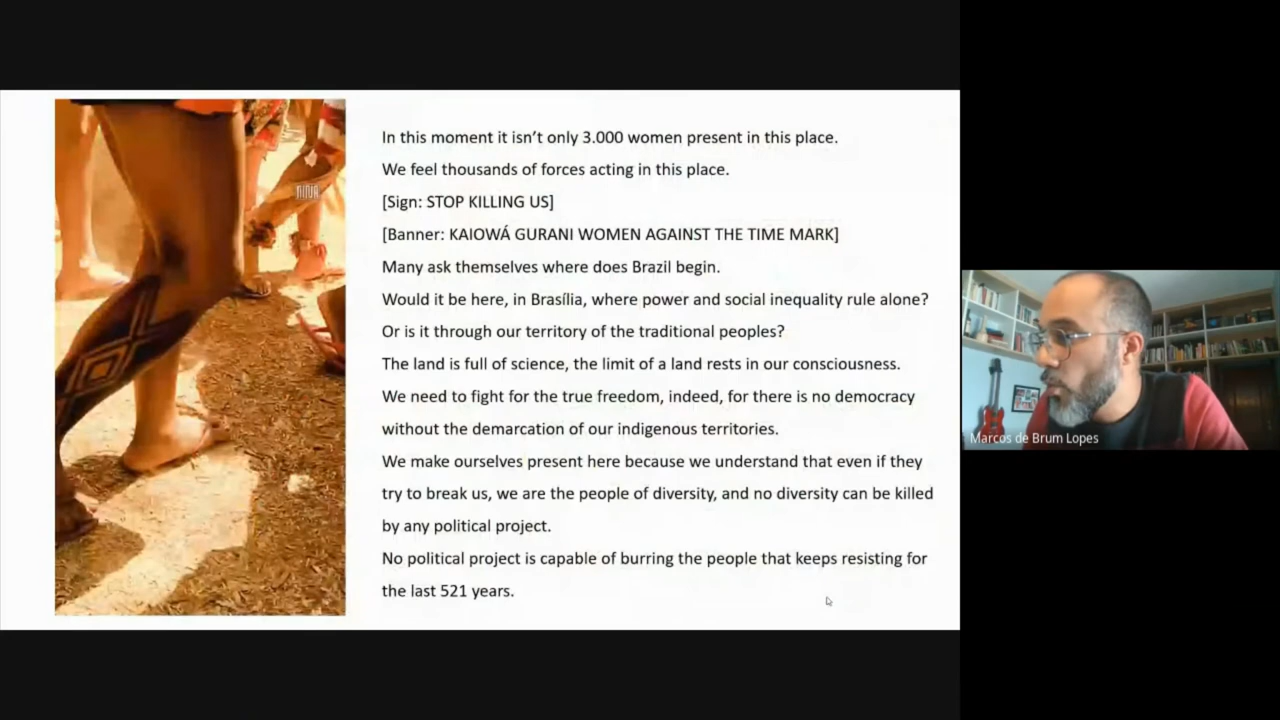 In this moment it isn’t only 3.000 women present in this place.
We feel thousands of forces acting in this place.
[Sign: STOP KILLING US]
[Banner: KAIOWÁ GURANI WOMEN AGAINST THE TIME MARK]
Many ask themselves where does Brazil begin.
Would it be here, in Brasília, where power and social inequality rule alone?
Or is it through our territory of the traditional peoples?
The land is full of science, the limit of a land rests in our consciousness.
We need to fight for the true freedom, indeed, for there is no democracy
without the demarcation of our indigenous territories.
We make ourselves present here because we understand that even if they
try to break us, we are the people of diversity, and no diversity can be killed
by any political project.
No political project is capable of burring the people that keeps resisting for
the last 521 years.
NINJA
Marcos de Brum Lopes